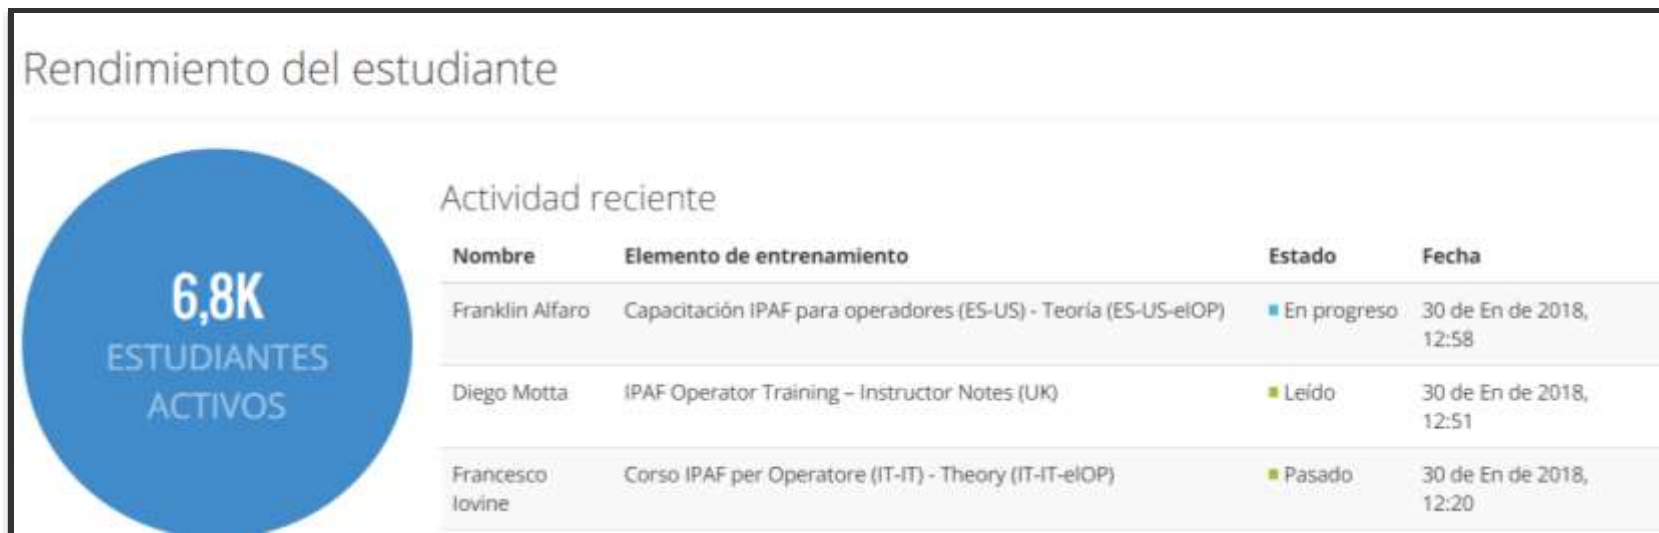 Rendimiento del estudiante
6,8K
ESTUDIANTES
ACTIVOS
Actividad reciente
Nombre Elemento de entrenamiento Estado Fecha
Franklin Alfaro Capacitación IPAF para operadores (ES-US) - Teoría (ES-US-elOP) En progreso 30 de En de 2018,
12:58
Diego Motta IPAF Operator Training – Instructor Notes (UK) Leído 30 de En de 2018,
12:51
Francesco Corso IPAF per Operatore (IT-IT) - Theory (IT-IT-elOP) Pasado 30 de En de 2018,
Iovine 12:20